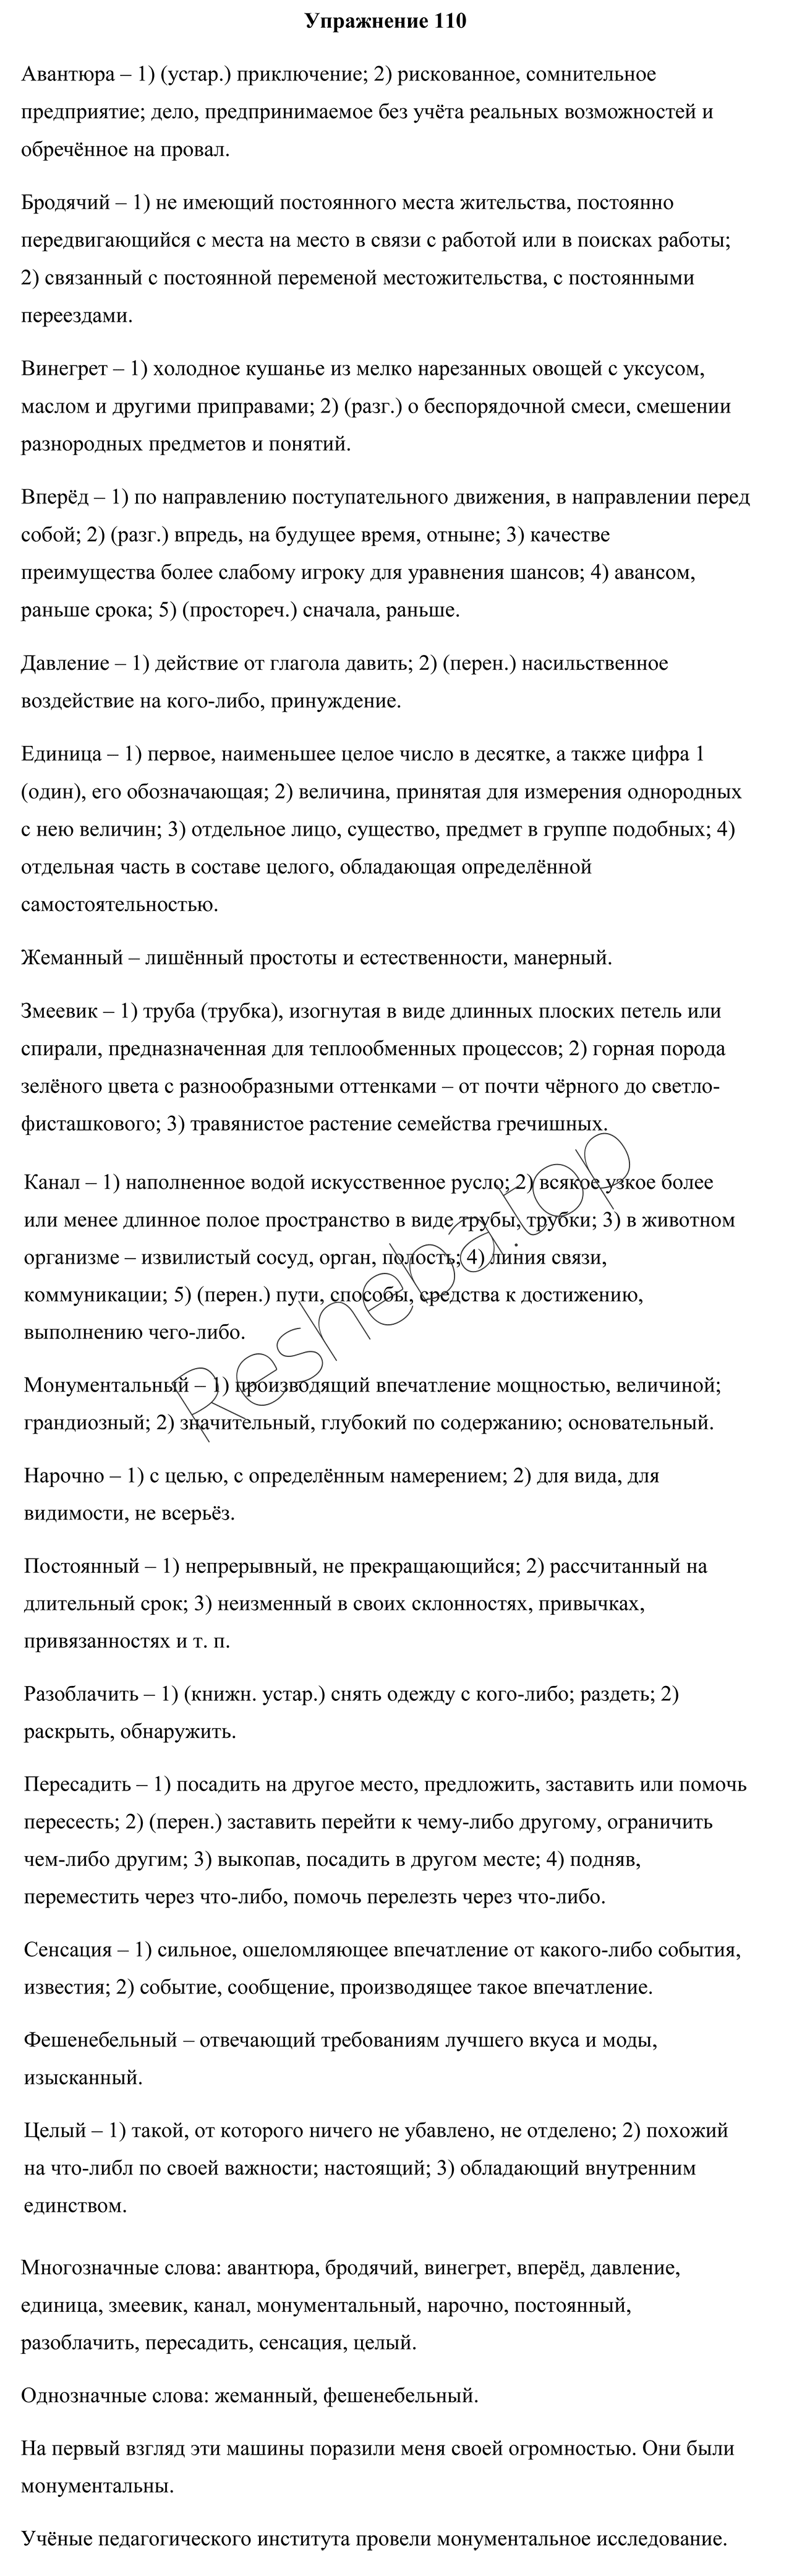 Упражнение 110
Авантюра – 1) (устар.) приключение; 2) рискованное, сомнительное
предприятие; дело, предпринимаемое без учёта реальных возможностей и
обречённое на провал.
Бродячий – 1) не имеющий постоянного места жительства, постоянно
передвигающийся с места на место в связи с работой или в поисках работы;
2) связанный с постоянной переменой местожительства, с постоянными
переездами.
Винегрет – 1) холодное кушанье из мелко нарезанных овощей с уксусом,
маслом и другими приправами; 2) (разг.) о беспорядочной смеси, смешении
разнородных предметов и понятий.
Вперёд – 1) по направлению поступательного движения, в направлении перед
собой; 2) (разг.) впредь, на будущее время, отныне; 3) качестве
преимущества более слабому игроку для уравнения шансов; 4) авансом,
раньше срока; 5) (простореч.) сначала, раньше.
Давление – 1) действие от глагола давить; 2) (перен.) насильственное
воздействие на кого-либо, принуждение.
Единица – 1) первое, наименьшее целое число в десятке, а также цифра 1
(один), его обозначающая; 2) величина, принятая для измерения однородных
с нею величин; 3) отдельное лицо, существо, предмет в группе подобных; 4)
отдельная часть в составе целого, обладающая определённой
самостоятельностью.
Жеманный – лишённый простоты и естественности, манерный.
Змеевик – 1) труба (трубка), изогнутая в виде длинных плоских петель или
спирали, предназначенная для теплообменных процессов; 2) горная порода
зелёного цвета с разнообразными оттенками – от почти чёрного до светло-
фисташкового; 3) травянистое растение семейства гречишных.
Канал – 1) наполненное водой искусственное русло; 2) всякое узкое более
или менее длинное полое пространство в виде трубы, трубки; 3) в животном
организме – извилистый сосуд, орган, полость; 4) линия связи,
коммуникации; 5) (перен.) пути, способы, средства к достижению,
выполнению чего-либо.
Монументальный – 1) производящий впечатление мощностью, величиной;
грандиозный; 2) значительный, глубокий по содержанию; основательный.
Нарочно – 1) с целью, с определённым намерением; 2) для вида, для
видимости, не всерьёз.
Постоянный – 1) непрерывный, не прекращающийся; 2) рассчитанный на
длительный срок; 3) неизменный в своих склонностях, привычках,
привязанностях и т. п.
Разоблачить – 1) (книжн. устар.) снять одежду с кого-либо; раздеть; 2)
раскрыть, обнаружить.
Пересадить – 1) посадить на другое место, предложить, заставить или помочь
пересесть; 2) (перен.) заставить перейти к чему-либо другому, ограничить
чем-либо другим; 3) выкопав, посадить в другом месте; 4) подняв,
переместить через что-либо, помочь перелезть через что-либо.
Сенсация – 1) сильное, ошеломляющее впечатление от какого-либо события,
известия; 2) событие, сообщение, производящее такое впечатление.
Фешенебельный – отвечающий требованиям лучшего вкуса и моды,
изысканный.
Целый – 1) такой, от которого ничего не убавлено, не отделено; 2) похожий
на что-либл по своей важности; настоящий; 3) обладающий внутренним
единством.
Многозначные слова: авантюра, бродячий, винегрет, вперёд, давление,
единица, змеевик, канал, монументальный, нарочно, постоянный,
разоблачить, пересадить, сенсация, целый.
Однозначные слова: жеманный, фешенебельный.
На первый взгляд эти машины поразили меня своей огромностью. Они были
монументальны.
Учёные педагогического института провели монументальное исследование.
Resheba.top